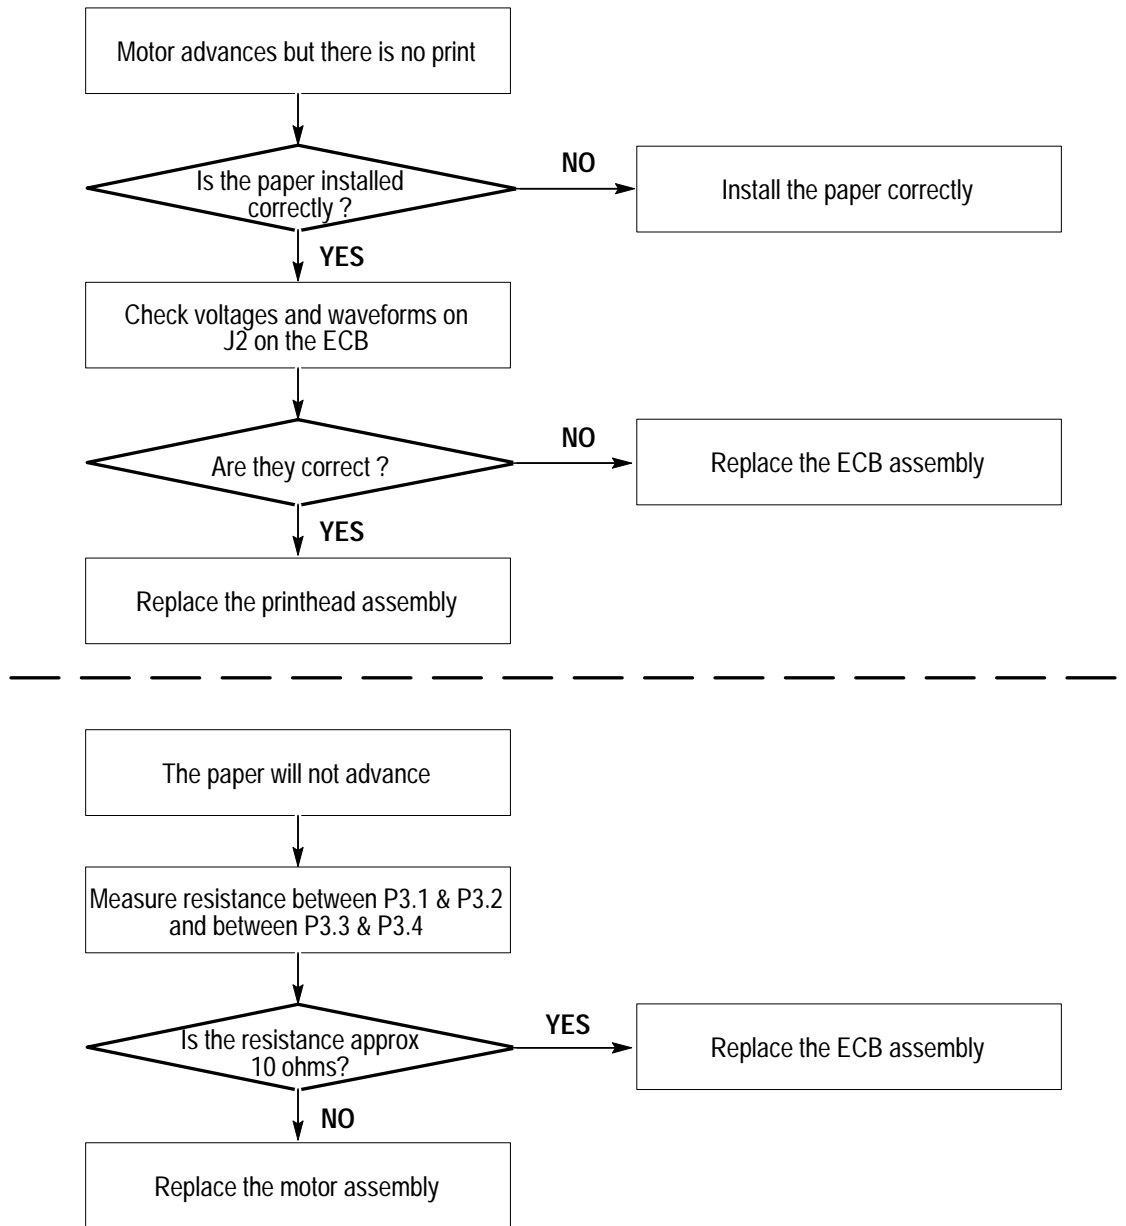 Motor advances but there is no print
Is the paper installed
correctly ?
NO
Install the paper correctly
YES
Check voltages and waveforms on
J2 on the ECB
Are they correct ?
NO
Replace the ECB assembly
YES
Replace the printhead assembly
The paper will not advance
Measure resistance between P3.1 & P3.2
and between P3.3 & P3.4
Is the resistance approx
10 ohms?
YES
Replace the ECB assembly
NO
Replace the motor assembly